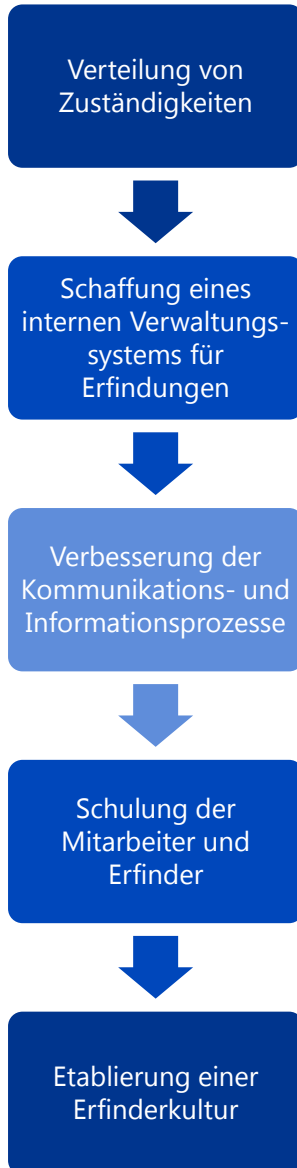 Verteilung von
Zuständigkeiten
Schaffung eines
internen Verwaltungs-
systems für
Erfindungen
Verbesserung der
Kommunikations- und
Informationsprozesse
Schulung der
Mitarbeiter und
Erfinder
Etablierung einer
Erfinderkultur